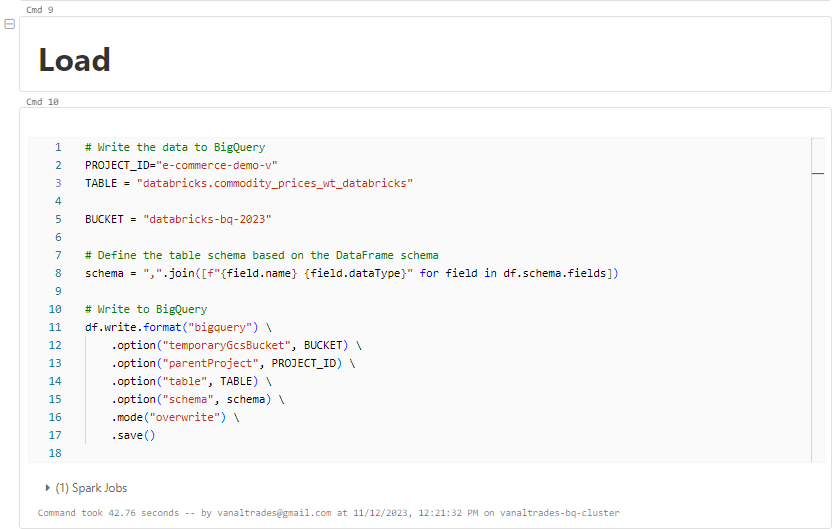 Cmd 9
Load
Cmd 10
1 # Write the data to BigQuery
2 PROJECT_ID="e-commerce-demo-v"
3 TABLE = "databricks.commodity_prices_wt_databricks"
4
5 BUCKET = "databricks-bq-2023"
6
7 # Define the table schema based on the DataFrame schema
8 schema = ",".join([f"{field.name} {field.dataType}" for field in df.schema.fields])
9
10 # Write to BigQuery
11 df.write.format("bigquery") \
12     .option("temporaryGcsBucket", BUCKET) \
13     .option("parentProject", PROJECT_ID) \
14     .option("table", TABLE) \
15     .option("schema", schema) \
16     .mode("overwrite") \
17     .save()
18
(1) Spark Jobs
Command took 42.76 seconds -- by vanaltrades@gmail.com at 11/12/2023, 12:21:32 PM on vanaltrades-bq-cluster